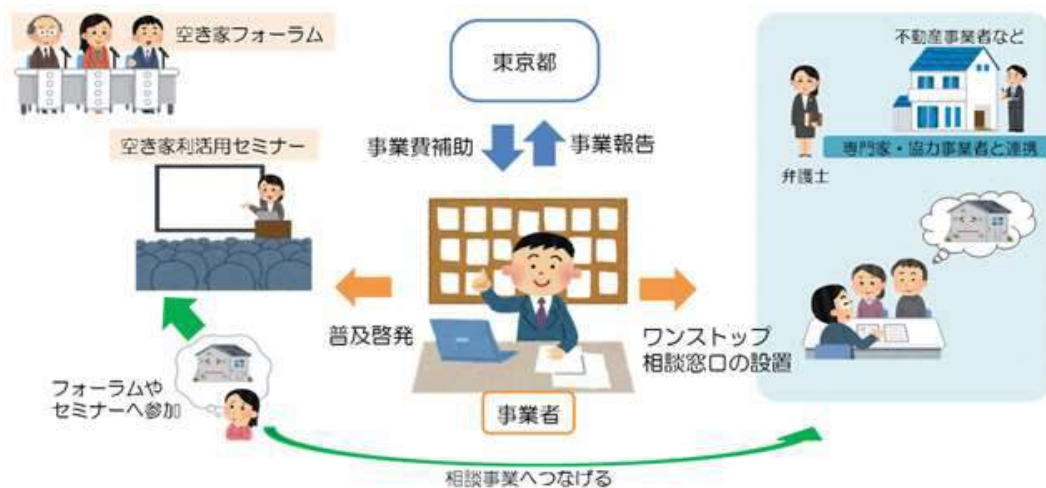 空き家フォーラム
東京都
不動産事業者など
空き家利活用セミナー
事業費補助
事業報告
専門家・協力事業者と連携
弁護士
普及啓発
ワンストップ
相談窓口の設置
フォーラムや
セミナーへ参加
事業者
相談事業へつなげる